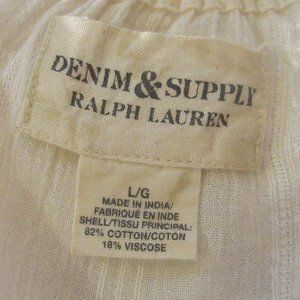 DENIM & SUPPLY
RALPH LAUREN
L/G
MADE IN INDIA/
FABRIQUÉ EN INDE
SHELL/TISSU PRINCIPAL:
82% COTTON/COTON
18% VISCOSE